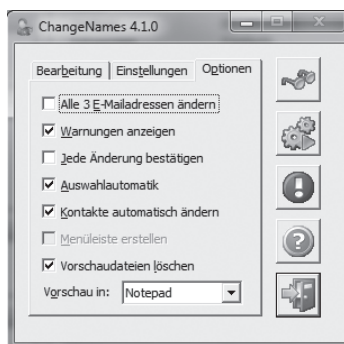 ChangeNames 4.1.0
Bearbeitung Einstellungen Optionen
Alle 3 E-Mailadressen ändern
Warnungen anzeigen
Jede Änderung bestätigen
Auswahlautomatik
Kontakte automatisch ändern
Menüleiste erstellen
Vorschaudateien löschen
Vorschau in: Notepad